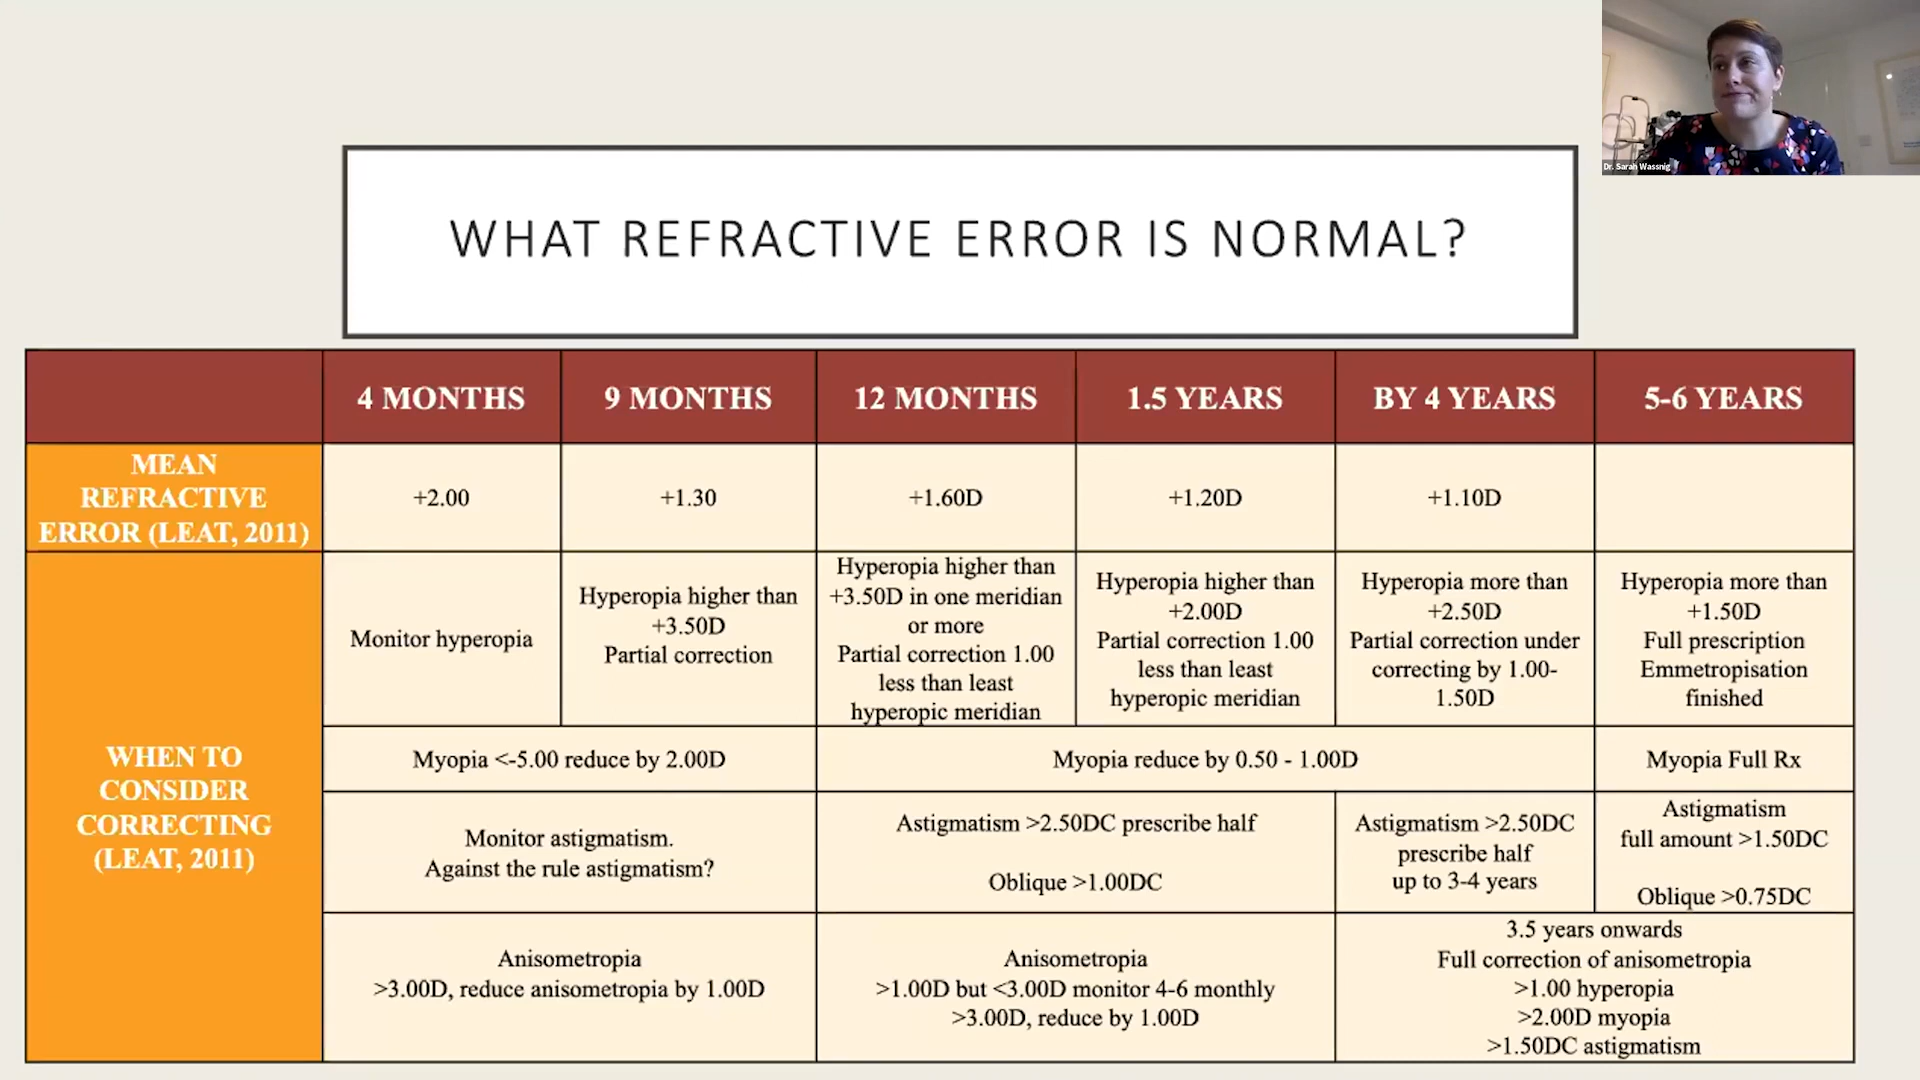 Dr. Sarah Wassnig
WHAT REFRACTIVE ERROR IS NORMAL?
4 MONTHS
9 MONTHS
12 MONTHS
1.5 YEARS
BY 4 YEARS
5-6 YEARS
MEAN
REFRACTIVE
ERROR (LEAT, 2011)
+2.00
+1.30
+1.60D
+1.20D
+1.10D
WHEN TO
CONSIDER
CORRECTING
(LEAT, 2011)
Monitor hyperopia
Hyperopia higher than
+3.50D
Partial correction
Hyperopia higher than
+3.50D in one meridian
or more
Partial correction 1.00
less than least
hyperopic meridian
Hyperopia higher than
+2.00D
Partial correction 1.00
less than least
hyperopic meridian
Hyperopia more than
+2.50D
Partial correction under
correcting by 1.00-
1.50D
Hyperopia more than
+1.50D
Full prescription
Emmetropisation
finished
Myopia <-5.00 reduce by 2.00D
Myopia reduce by 0.50 - 1.00D
Myopia Full Rx
Monitor astigmatism.
Against the rule astigmatism?
Astigmatism >2.50DC prescribe half
Oblique >1.00DC
Astigmatism >2.50DC
prescribe half
up to 3-4 years
Astigmatism
full amount >1.50DC
Oblique >0.75DC
Anisometropia
>3.00D, reduce anisometropia by 1.00D
Anisometropia
>1.00D but <3.00D monitor 4-6 monthly
>3.00D, reduce by 1.00D
3.5 years onwards
Full correction of anisometropia
>1.00 hyperopia
>2.00D myopia
>1.50DC astigmatism